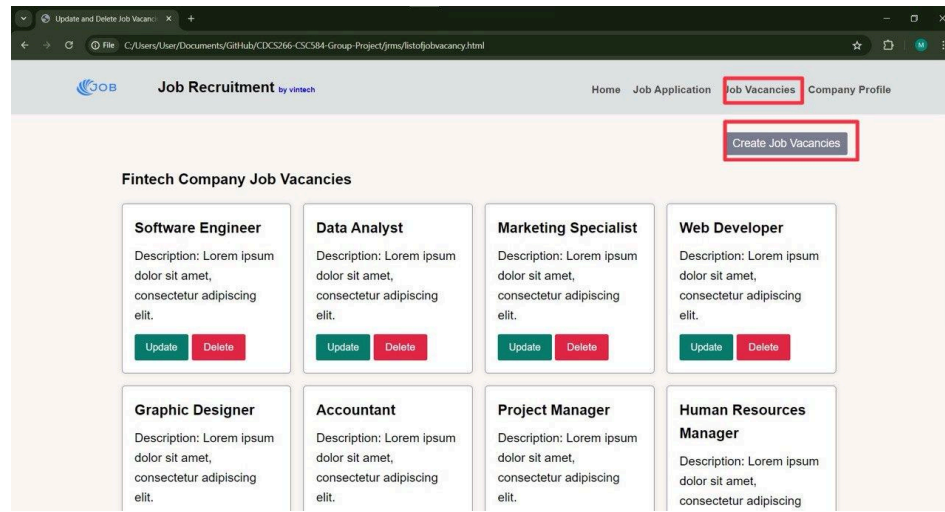 Update and Delete Job Vacanci
File C:/Users/User/Documents/GitHub/CDCS266-CSC584-Group-Project/jrms/listofjobvacancy.html
M
JOB Job Recruitment by vintech Home Job Application Job Vacancies Company Profile
Create Job Vacancies
Fintech Company Job Vacancies
Software Engineer
Description: Lorem ipsum
dolor sit amet,
consectetur adipiscing
elit.
Update Delete
Data Analyst
Description: Lorem ipsum
dolor sit amet,
consectetur adipiscing
elit.
Update Delete
Marketing Specialist
Description: Lorem ipsum
dolor sit amet,
consectetur adipiscing
elit.
Update Delete
Web Developer
Description: Lorem ipsum
dolor sit amet,
consectetur adipiscing
elit.
Update Delete
Graphic Designer
Description: Lorem ipsum
dolor sit amet,
consectetur adipiscing
elit.
Accountant
Description: Lorem ipsum
dolor sit amet,
consectetur adipiscing
elit.
Project Manager
Description: Lorem ipsum
dolor sit amet,
consectetur adipiscing
elit.
Human Resources
Manager
Description: Lorem ipsum
dolor sit amet,
consectetur adipiscing